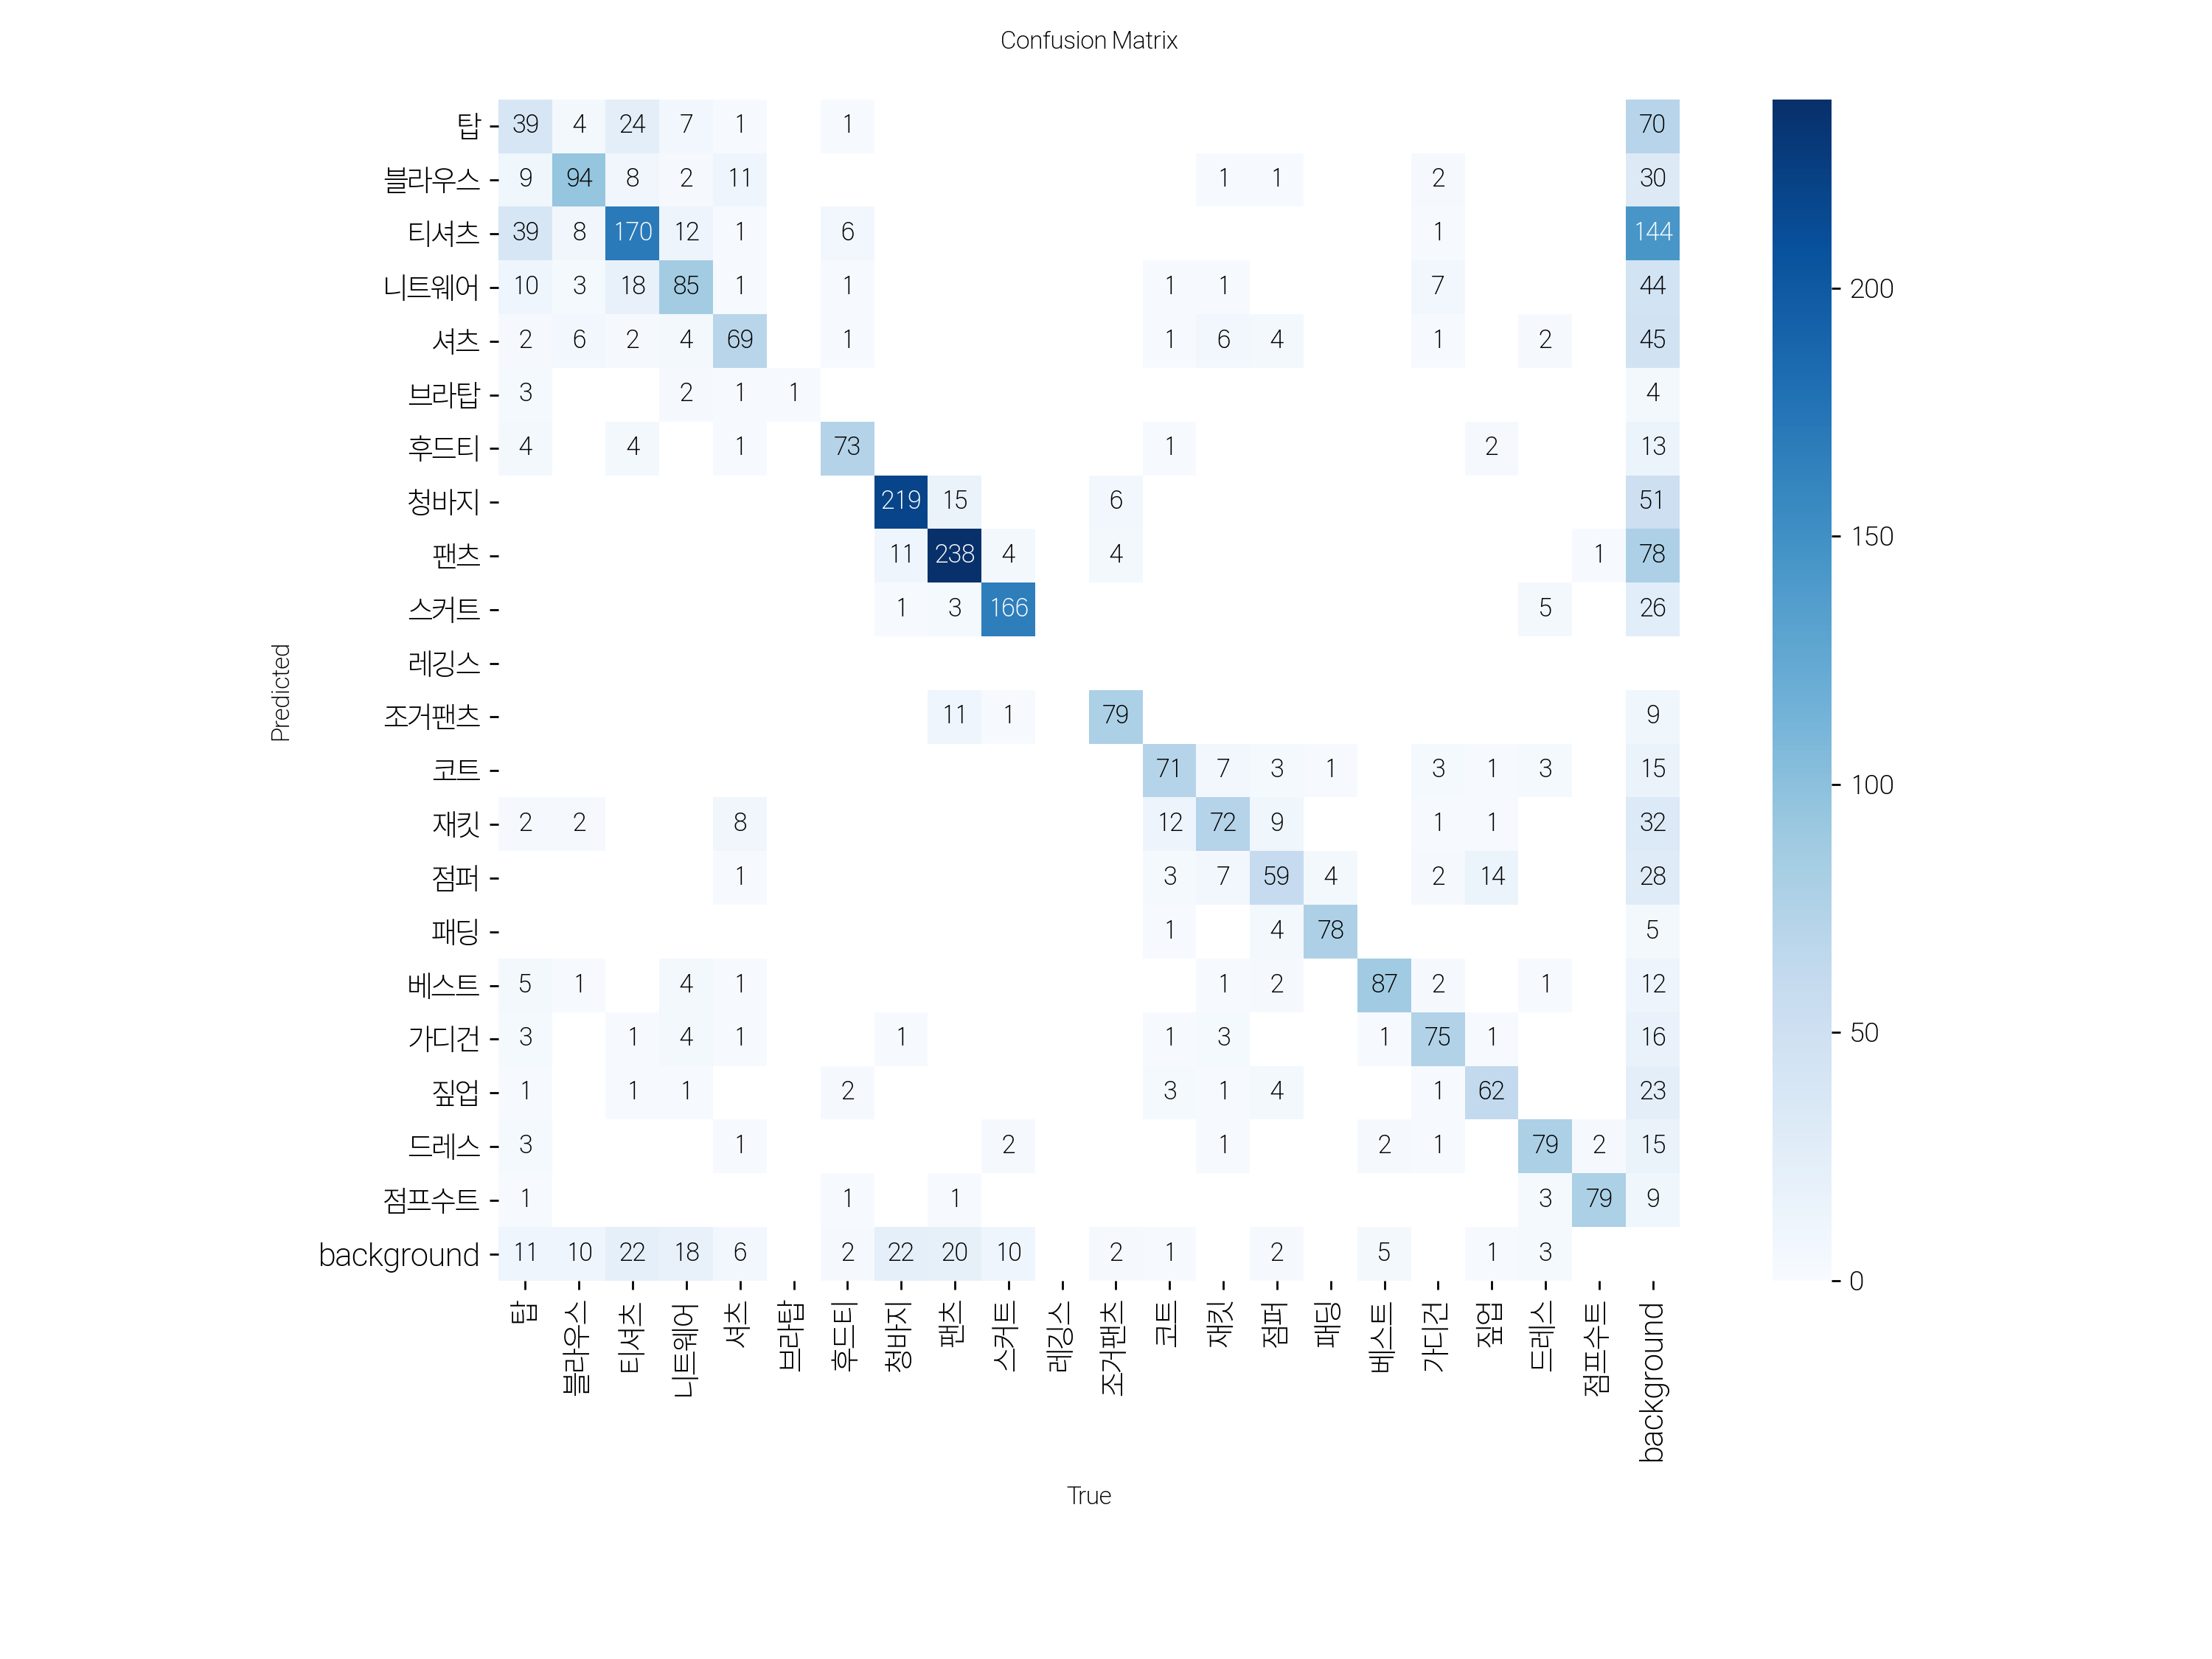 Confusion Matrix
탑 39 4 24 7 1 1 70
블라우스 9 94 8 2 11 1 1 2 30
티셔츠 39 8 170 12 1 6 1 144
니트웨어 10 3 18 85 1 1 1 1 7 44
200
셔츠 2 6 2 4 69 1 1 6 4 1 2 45
브라탑 3 2 1 1 4
후드티 4 4 1 73 1 2 13
청바지 219 15 6 51
팬츠 11 238 4 4 1 78
150
스커트 1 3 166 5 26
레깅스
Predicted
조거팬츠 11 1 79 9
코트 71 7 3 1 3 1 3 15
100
재킷 2 2 8 12 72 9 1 1 32
점퍼 1 3 7 59 4 2 14 28
패딩 1 4 78 5
베스트 5 1 4 1 1 2 87 2 1 12
가디건 3 1 4 1 1 1 3 1 75 1 16
50
짚업 1 1 1 2 3 1 4 1 62 23
드레스 3 1 2 1 2 1 79 2 15
점프수트 1 1 1 3 79 9
background 11 10 22 18 6 2 22 20 10 2 1 2 5 1 3
0
탑 블라우스 티셔츠 니트웨어 셔츠 브라탑 후드티 청바지 팬츠 스커트 레깅스 조거팬츠 코트 재킷 점퍼 패딩 베스트 가디건 짚업 드레스 점프수트 background
True